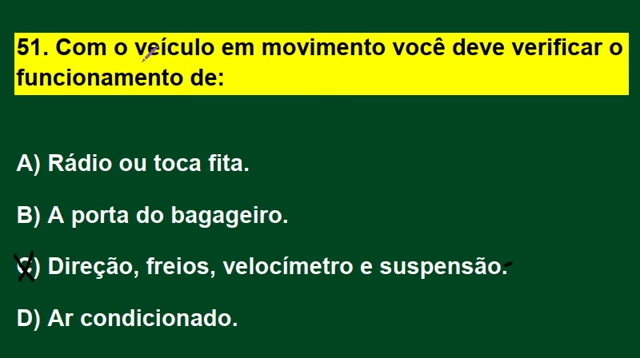 51. Com o veículo em movimento você deve verificar o
funcionamento de:
A) Rádio ou toca fita.
B) A porta do bagageiro.
C) Direção, freios, velocímetro e suspensão.
D) Ar condicionado.